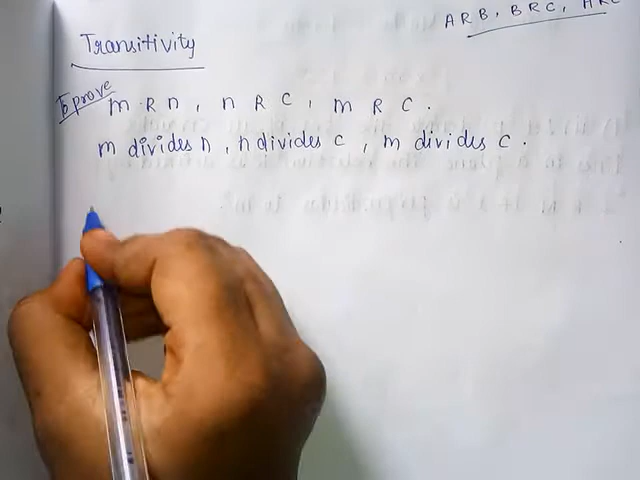 ARB, BRC, ARC
Transitivity
To prove
m R n, n R c, m R c.
m divides n, n divides c, m divides c.